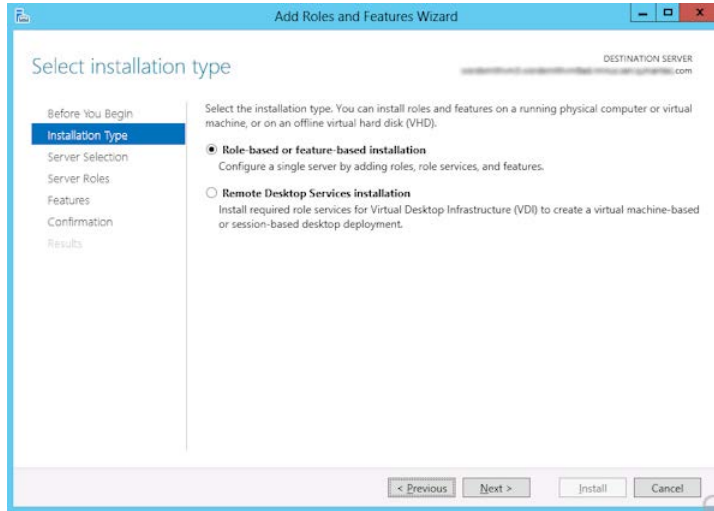 Add Roles and Features Wizard
Select installation type
DESTINATION SERVER
.com
Before You Begin
Installation Type
Server Selection
Server Roles
Features
Confirmation
Results
Select the installation type. You can install roles and features on a running physical computer or virtual
machine, or on an offline virtual hard disk (VHD).
Role-based or feature-based installation
Configure a single server by adding roles, role services, and features.
Remote Desktop Services installation
Install required role services for Virtual Desktop Infrastructure (VDI) to create a virtual machine-based
or session-based desktop deployment.
< Previous
Next >
Install
Cancel